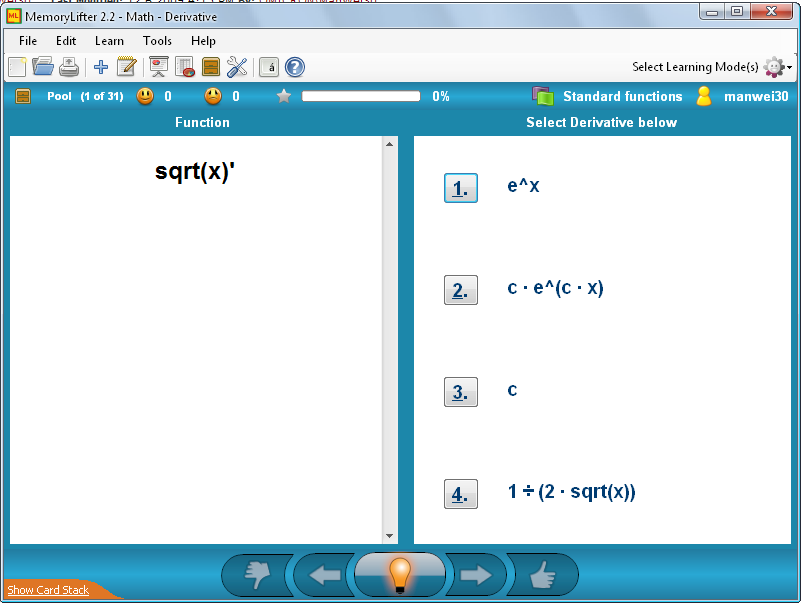 MemoryLifter 2.2 - Math - Derivative
File Edit Learn Tools Help
Select Learning Mode(s)
Pool (1 of 31) 0 0 0% Standard functions manwei30
Function
Select Derivative below
sqrt(x)'
1. e^x
2. c · e^(c · x)
3. c
4. 1 ÷ (2 · sqrt(x))
Show Card Stack